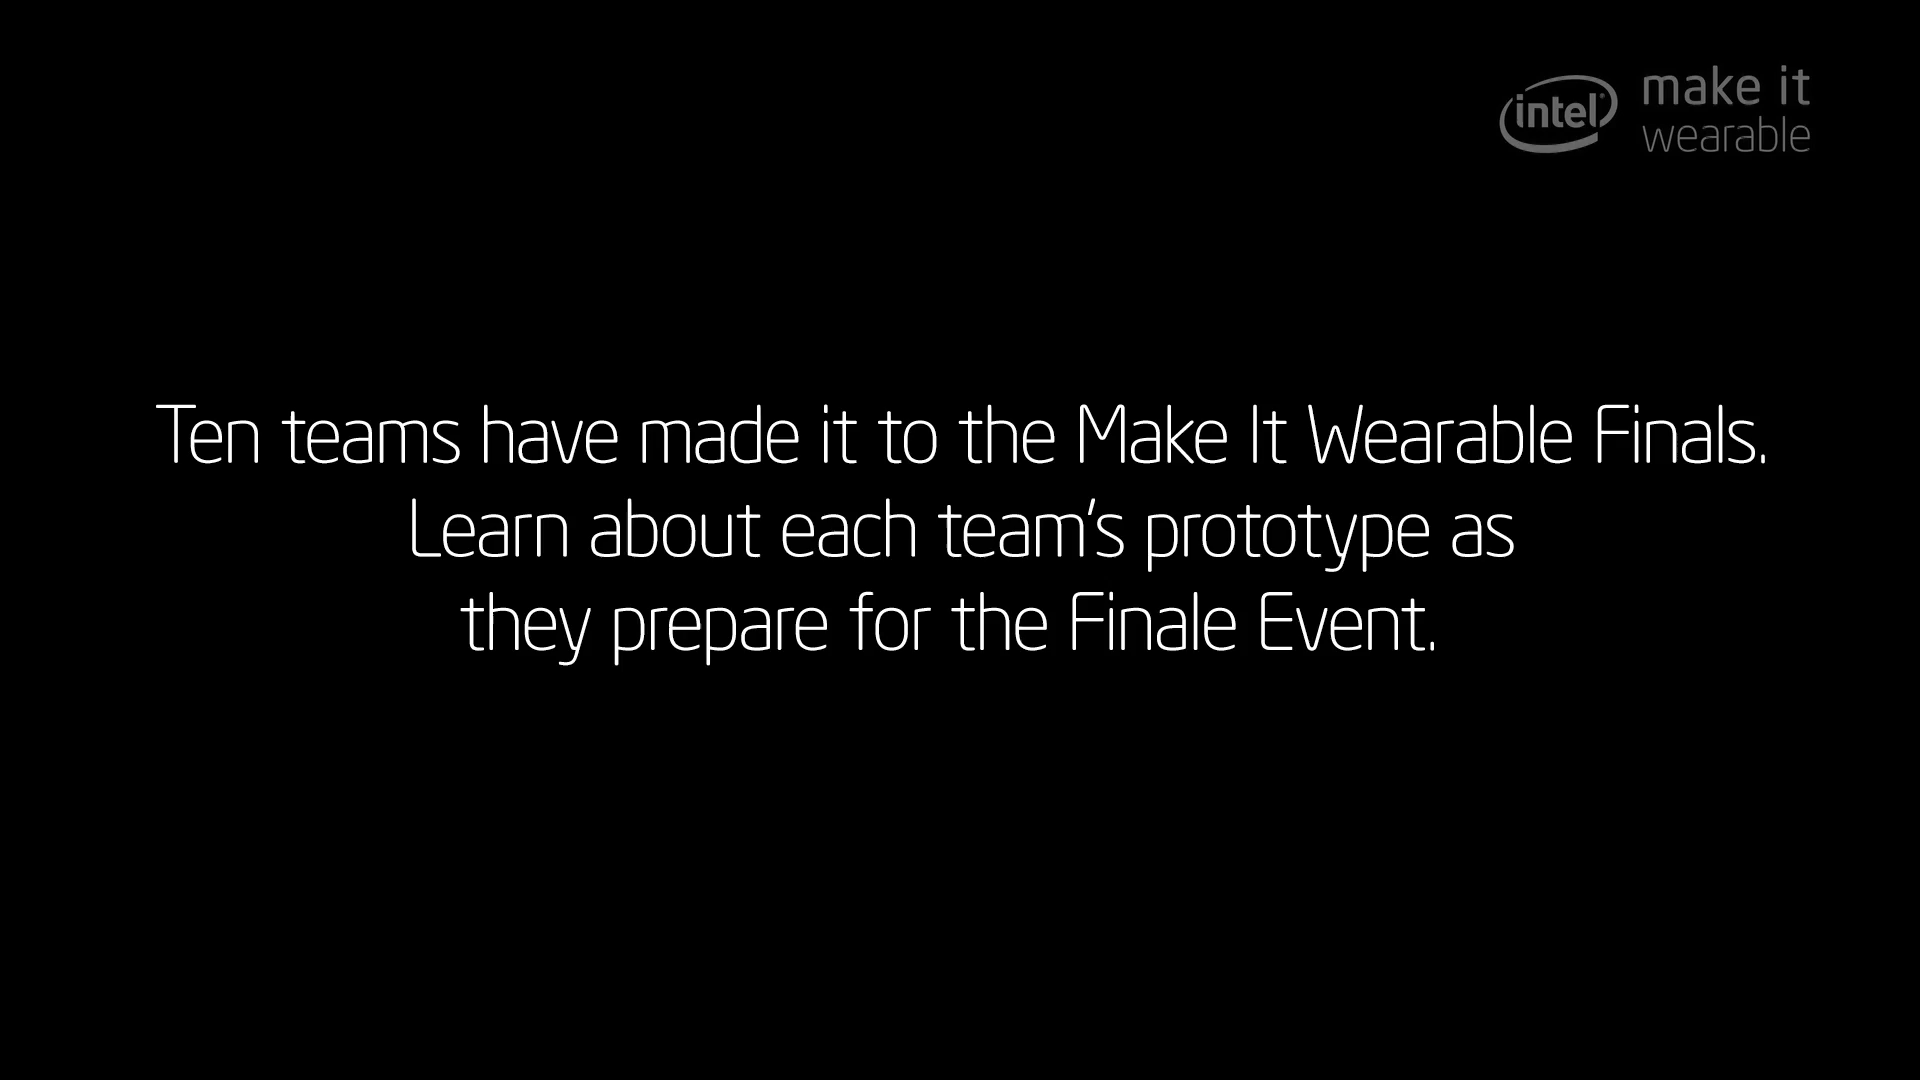 intel® make it
wearable
Ten teams have made it to the Make It Wearable Finals.
Learn about each team's prototype as
they prepare for the Finale Event.